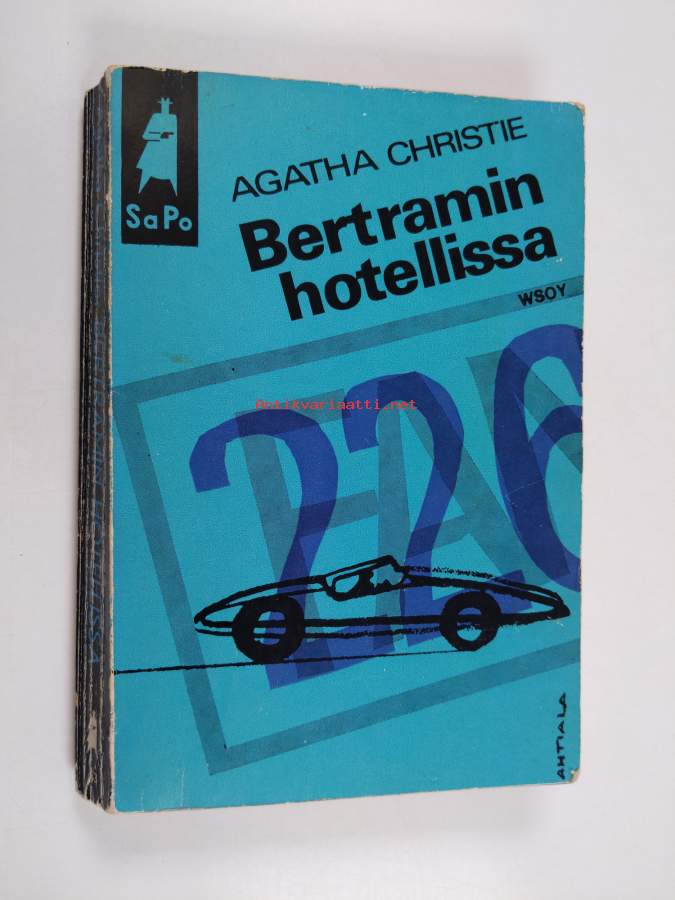 SaPo
AGATHA CHRISTIE
Bertramin
hotellissa
WSOY
Antikvariaatti.net
226
AHTIALA